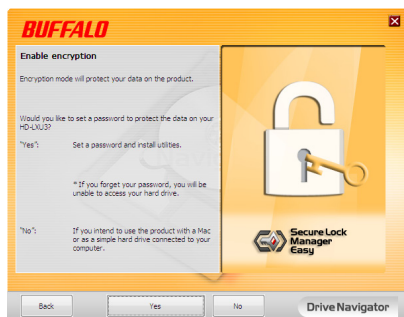 BUFFALO
Enable encryption
Encryption mode will protect your data on the product.
Would you like to set a password to protect the data on your
HD-LXU3?
"Yes": Set a password and install utilities.
* If you forget your password, you will be
unable to access your hard drive.
"No": If you intend to use the product with a Mac
or as a simple hard drive connected to your
computer.
Secure Lock
Manager
Easy
Back Yes No Drive Navigator